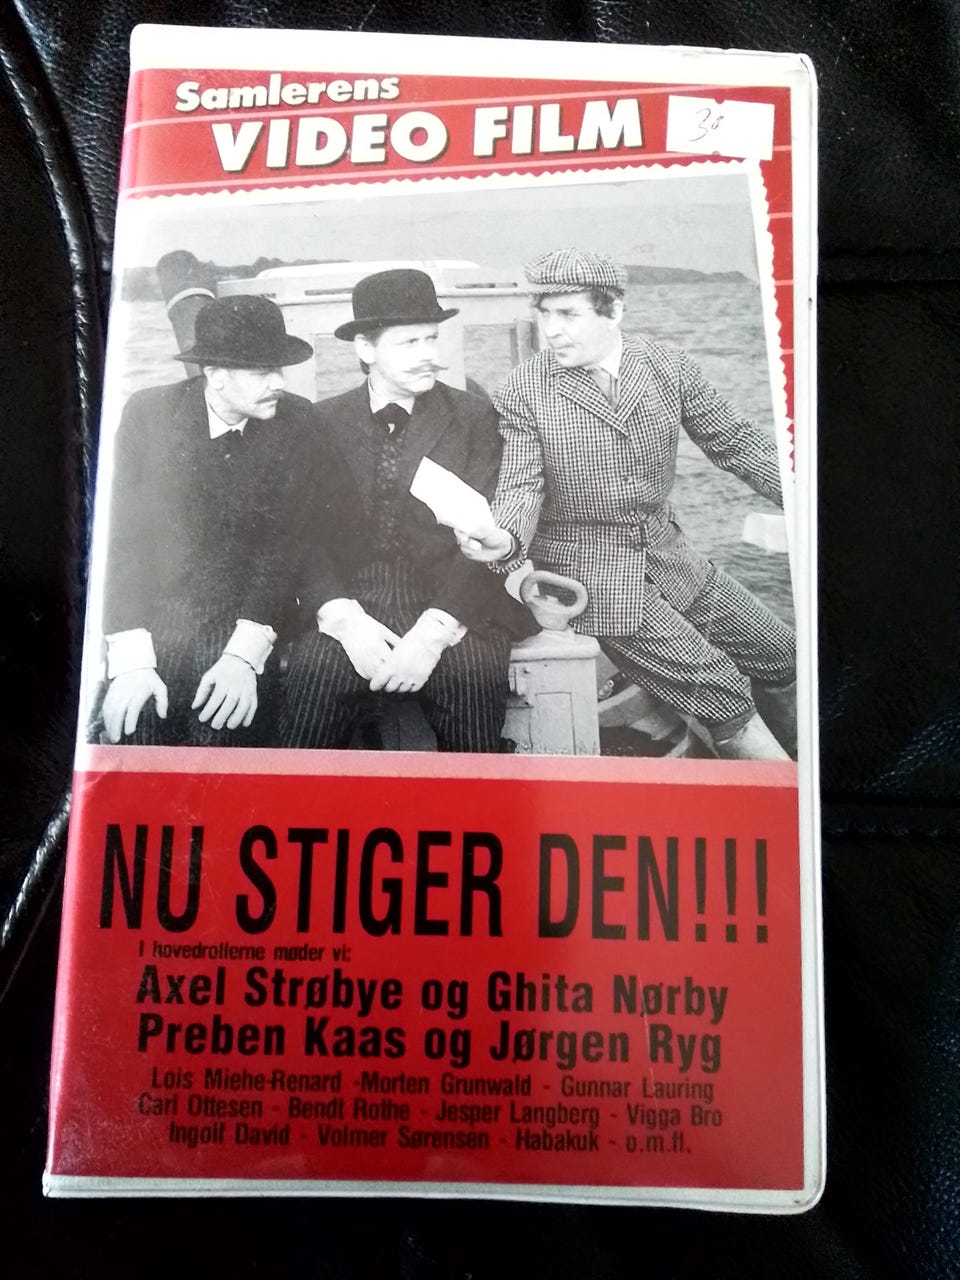 Samlerens
VIDEO FILM
NU STIGER DEN!!!
I hovedrollerne møder vi:
Axel Strøbye og Ghita Nørby
Preben Kaas og Jørgen Ryg
Lois Miehe-Renard - Morten Grunwald - Gunnar Lauring
Carl Ottesen - Bendt Rothe - Jesper Langberg - Vigga Bro
Ingolf David - Volmer Sørensen - Habakuk - o.m.fl.